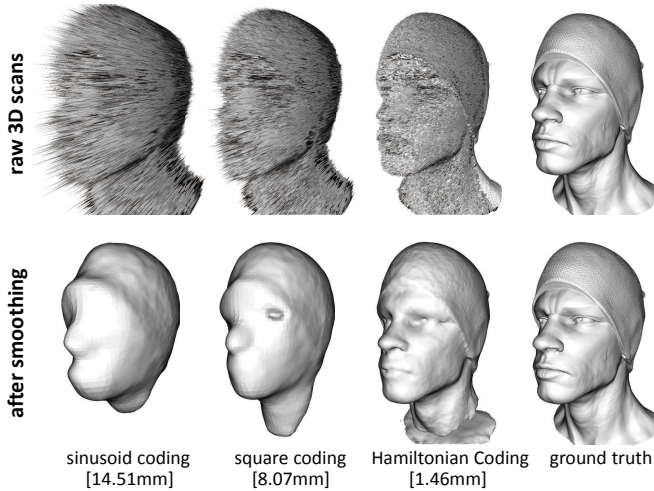 raw 3D scans
after smoothing
sinusoid coding
[14.51mm]
square coding
[8.07mm]
Hamiltonian Coding
[1.46mm]
ground truth